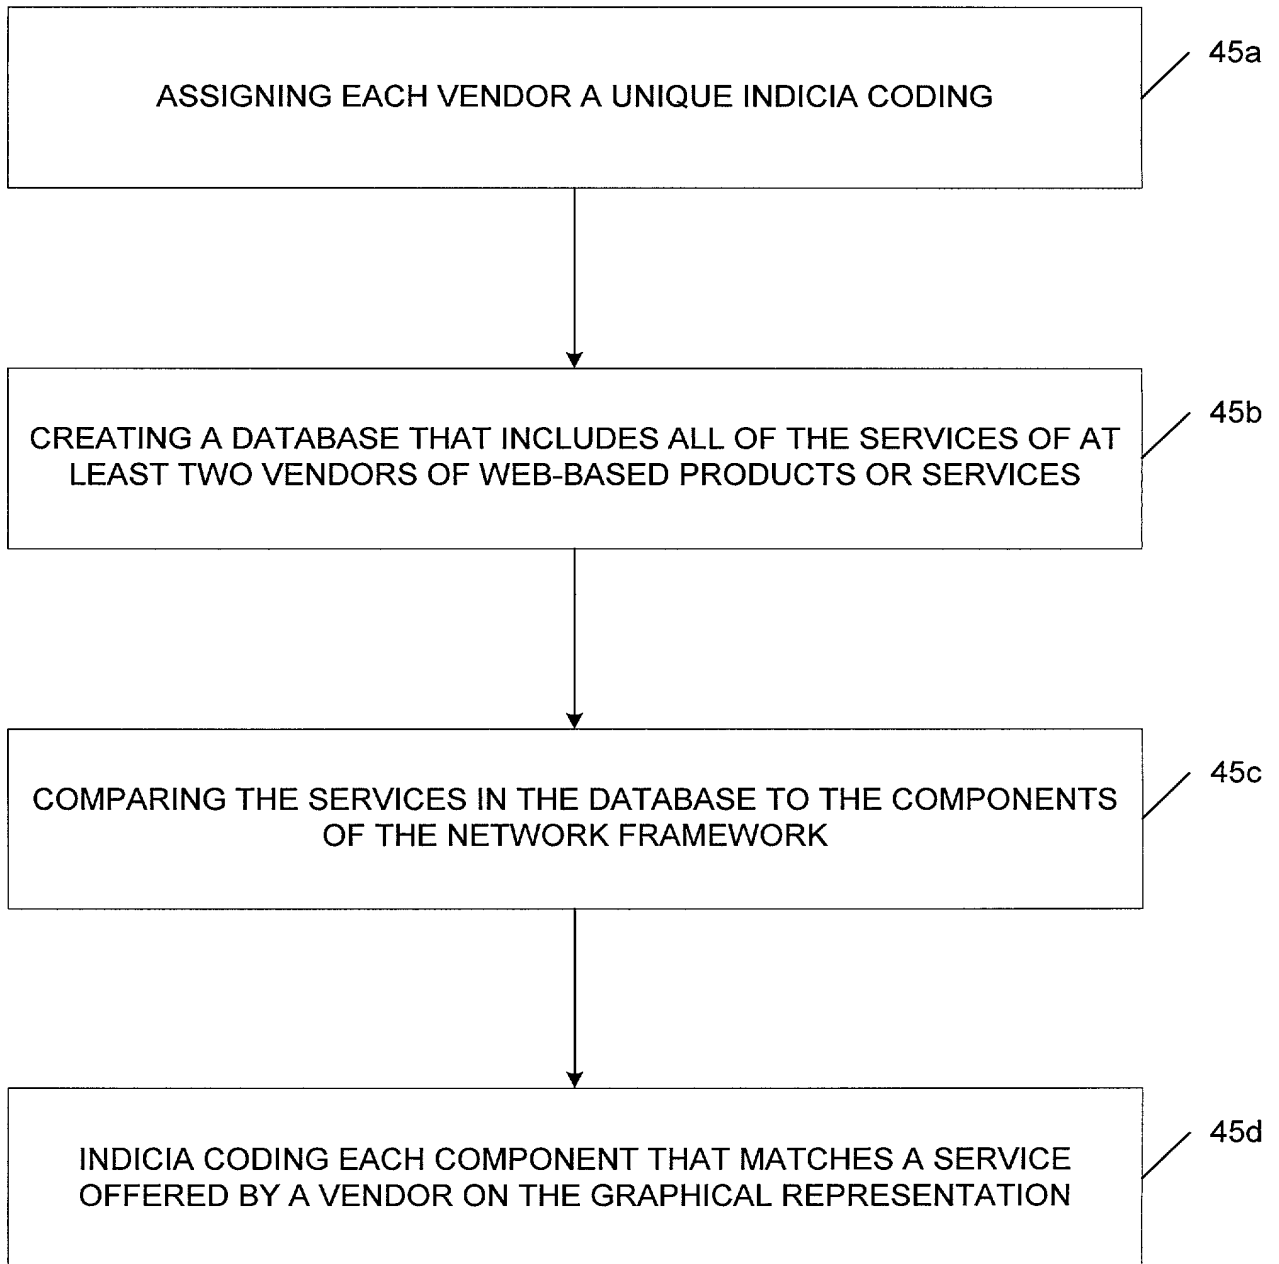 ASSIGNING EACH VENDOR A UNIQUE INDICIA CODING
45a
CREATING A DATABASE THAT INCLUDES ALL OF THE SERVICES OF AT
LEAST TWO VENDORS OF WEB-BASED PRODUCTS OR SERVICES
45b
COMPARING THE SERVICES IN THE DATABASE TO THE COMPONENTS
OF THE NETWORK FRAMEWORK
45c
INDICIA CODING EACH COMPONENT THAT MATCHES A SERVICE
OFFERED BY A VENDOR ON THE GRAPHICAL REPRESENTATION
45d